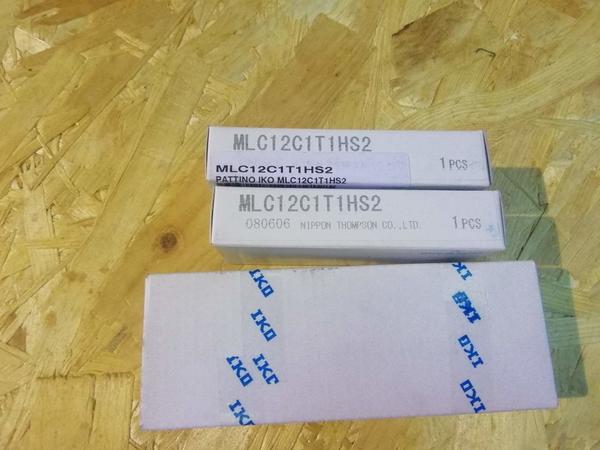 MLC12C1T1HS2
1 PCS
MLC12C1T1HS2
PATTINO IKO MLC12C1T1HS2
MLC12C1T1HS2
080606 NIPPON THOMPSON CO.,LTD.
1 PCS
IKO
IKO
IKO
IKO
IKO
IKO
IKO
IKO
IKO